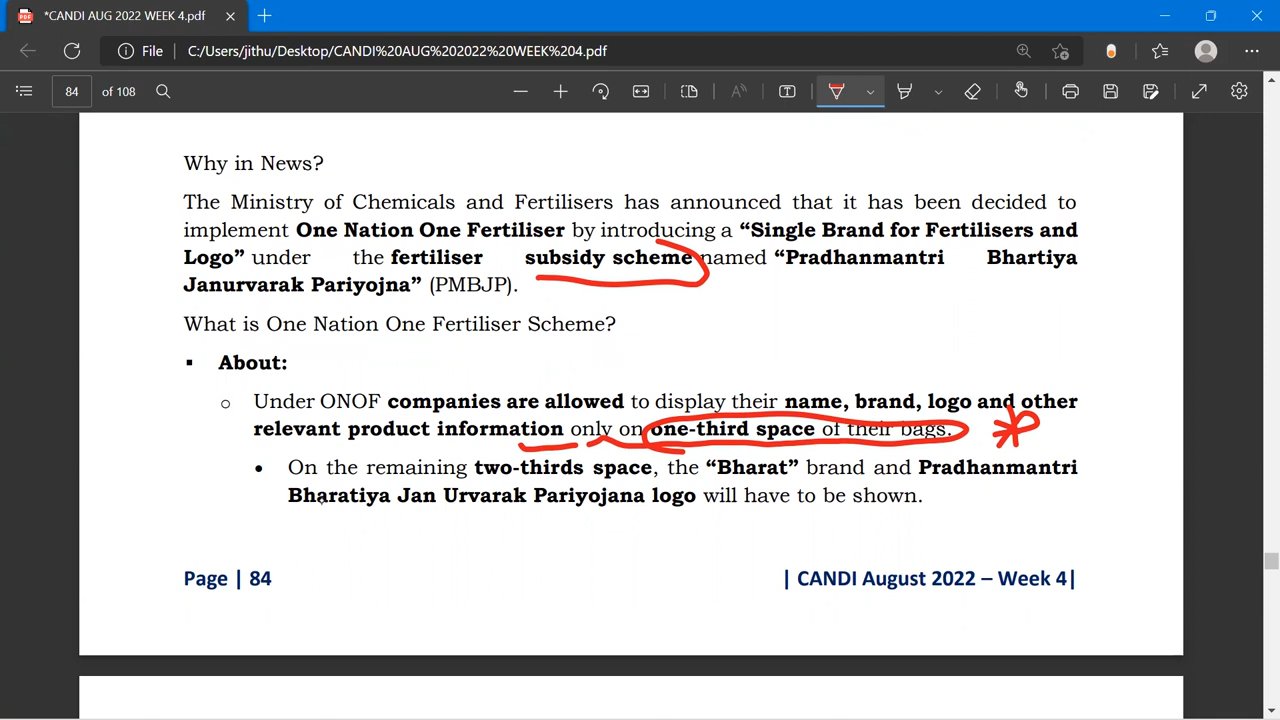 *CANDI AUG 2022 WEEK 4.pdf
File
C:/Users/jithu/Desktop/CANDI%20AUG%202022%20WEEK%204.pdf
84 of 108
Why in News?
The Ministry of Chemicals and Fertilisers has announced that it has been decided to
implement One Nation One Fertiliser by introducing a “Single Brand for Fertilisers and
Logo” under the fertiliser subsidy scheme named “Pradhanmantri Bhartiya
Janurvarak Pariyojna” (PMBJP).
What is One Nation One Fertiliser Scheme?
▪ About:
o Under ONOF companies are allowed to display their name, brand, logo and other
relevant product information only on one-third space of their bags.
• On the remaining two-thirds space, the “Bharat” brand and Pradhanmantri
Bharatiya Jan Urvarak Pariyojana logo will have to be shown.
Page | 84
| CANDI August 2022 – Week 4|